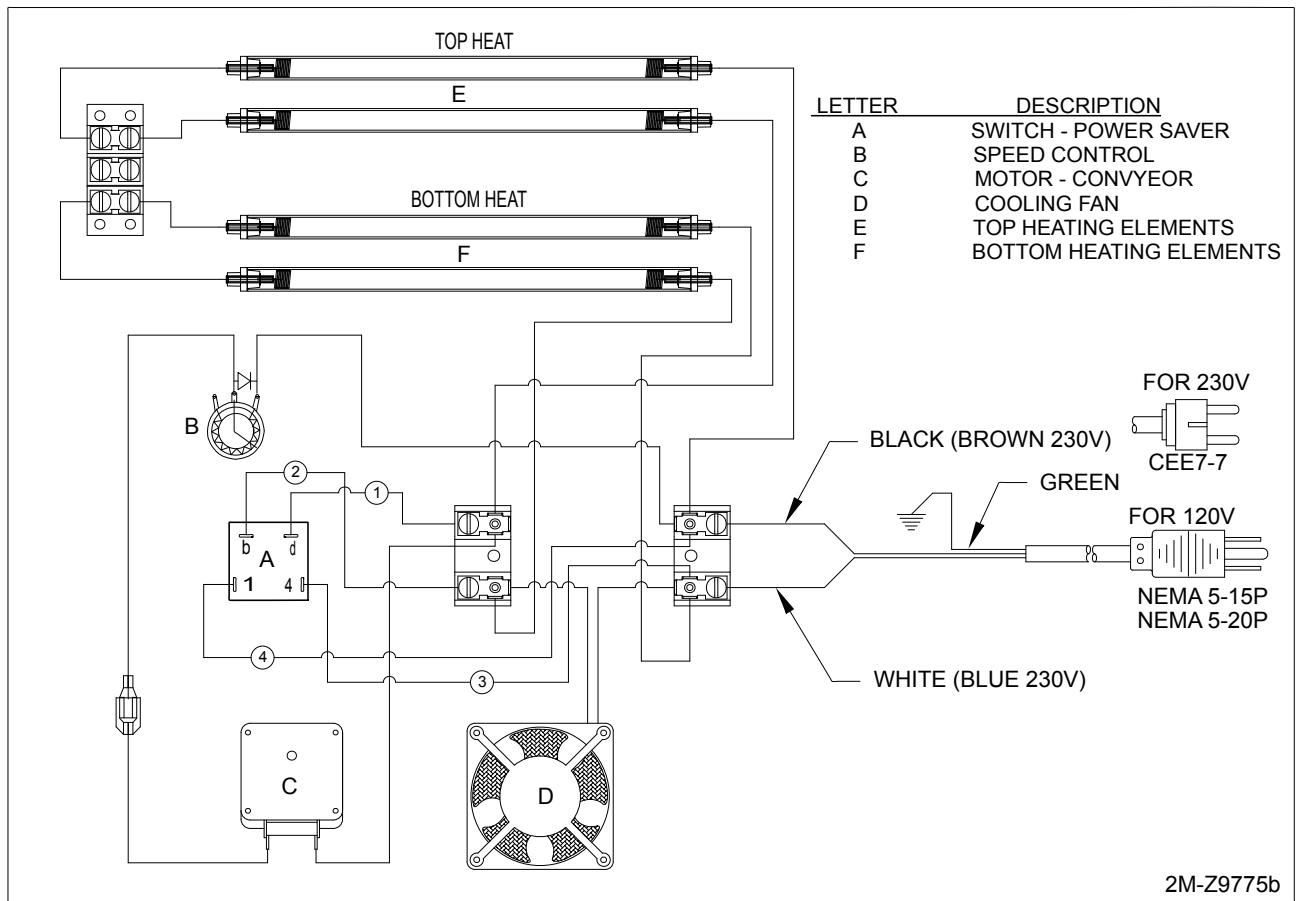 TOP HEAT
E
BOTTOM HEAT
F
LETTER DESCRIPTION
A SWITCH - POWER SAVER
B SPEED CONTROL
C MOTOR - CONVYEOR
D COOLING FAN
E TOP HEATING ELEMENTS
F BOTTOM HEATING ELEMENTS
B
FOR 230V
CEE7-7
BLACK (BROWN 230V)
GREEN
FOR 120V
NEMA 5-15P
NEMA 5-20P
WHITE (BLUE 230V)
2
1
b d
A
1 4
4
3
C
D
2M-Z9775b